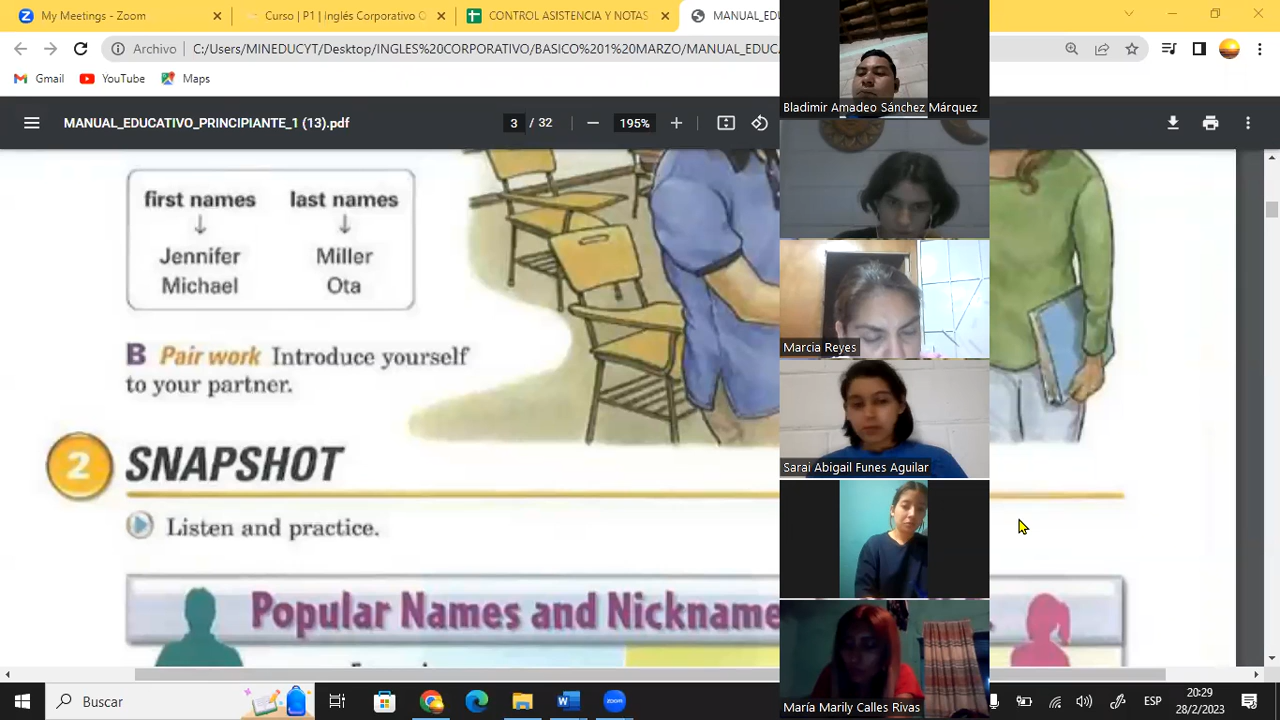 My Meetings - Zoom
Curso | P1 | Inglés Corporativo O
CONTROL ASISTENCIA Y NOTAS
MANUAL_EDU
Archivo
C:/Users/MINEDUCYT/Desktop/INGLES%20CORPORATIVO/BASICO%201%20MARZO/MANUAL_EDUC
Gmail
YouTube
Maps
MANUAL_EDUCATIVO_PRINCIPIANTE_1 (13).pdf
3 / 32
195%
first names last names
Jennifer Miller
Michael Ota
B Pair work Introduce yourself
to your partner.
2 SNAPSHOT
Listen and practice.
Popular Names and Nickname
Bladimir Amadeo Sánchez Márquez
Marcia Reyes
Sarai Abigail Funes Aguilar
María Marily Calles Rivas
Buscar
zoom
ESP
20:29
28/2/2023